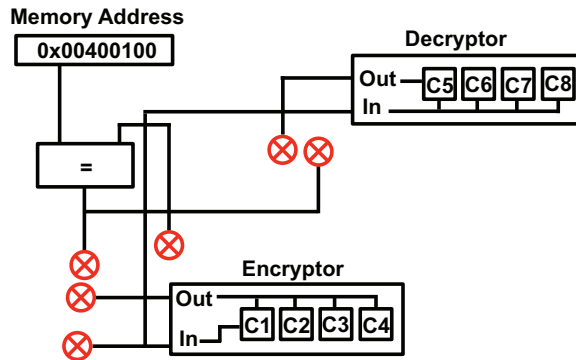 Memory Address
0x00400100
Decryptor
Out
C5 C6 C7 C8
In
=
Encryptor
Out
C1 C2 C3 C4
In